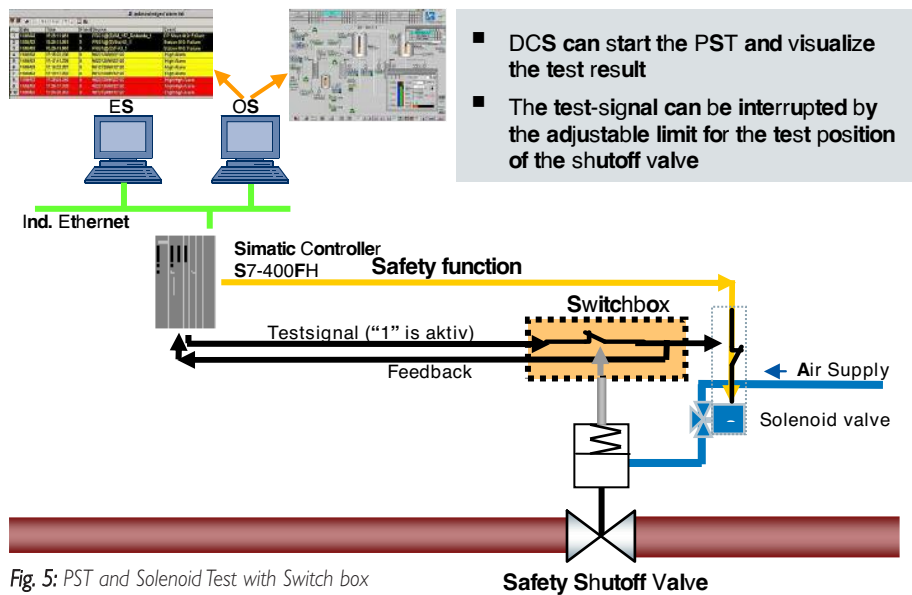 acknowledged alarm list
■ DCS can start the PST and visualize
the test result
■ The test-signal can be interrupted by
the adjustable limit for the test position
of the shutoff valve
ES
OS
Ind. Ethernet
Simatic Controller
S7-400FH
Safety function
Switchbox
Testsignal (“1” is aktiv)
Feedback
Air Supply
Solenoid valve
Safety Shutoff Valve
Fig. 5: PST and Solenoid Test with Switch box